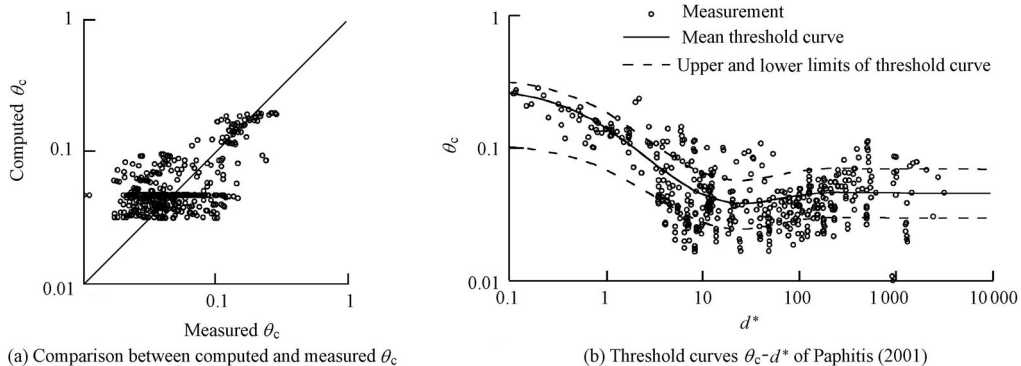 1
0.1
0.01
0.1
1
Computed θc
Measured θc
(a) Comparison between computed and measured θc
Measurement
Mean threshold curve
Upper and lower limits of threshold curve
1
0.1
0.01
0.1
1
10
100
1000
10 000
θc
d*
(b) Threshold curves θc-d* of Paphitis (2001)